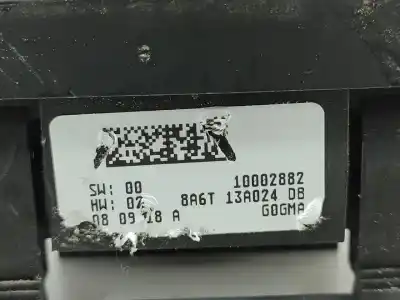 SW: 00 10002882
HW: 02 8A6T 13A024 DB
08 09 18 A GOGMA